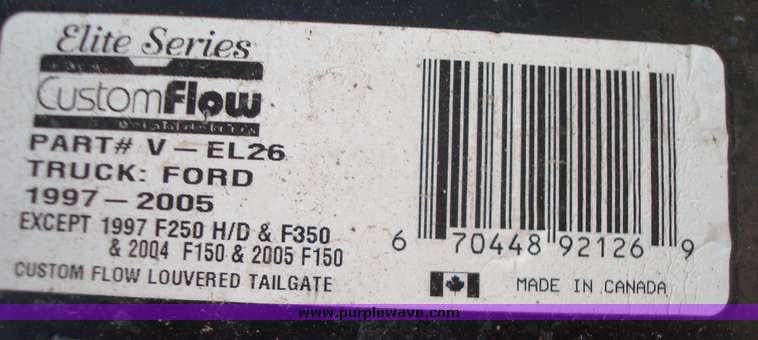 Elite Series
CustomFlow
PART# V-EL26
TRUCK: FORD
1997-2005
EXCEPT 1997 F250 H/D & F350
& 2004 F150 & 2005 F150
CUSTOM FLOW LOUVERED TAILGATE
6 70448 92126 9
MADE IN CANADA
www.purplewave.com